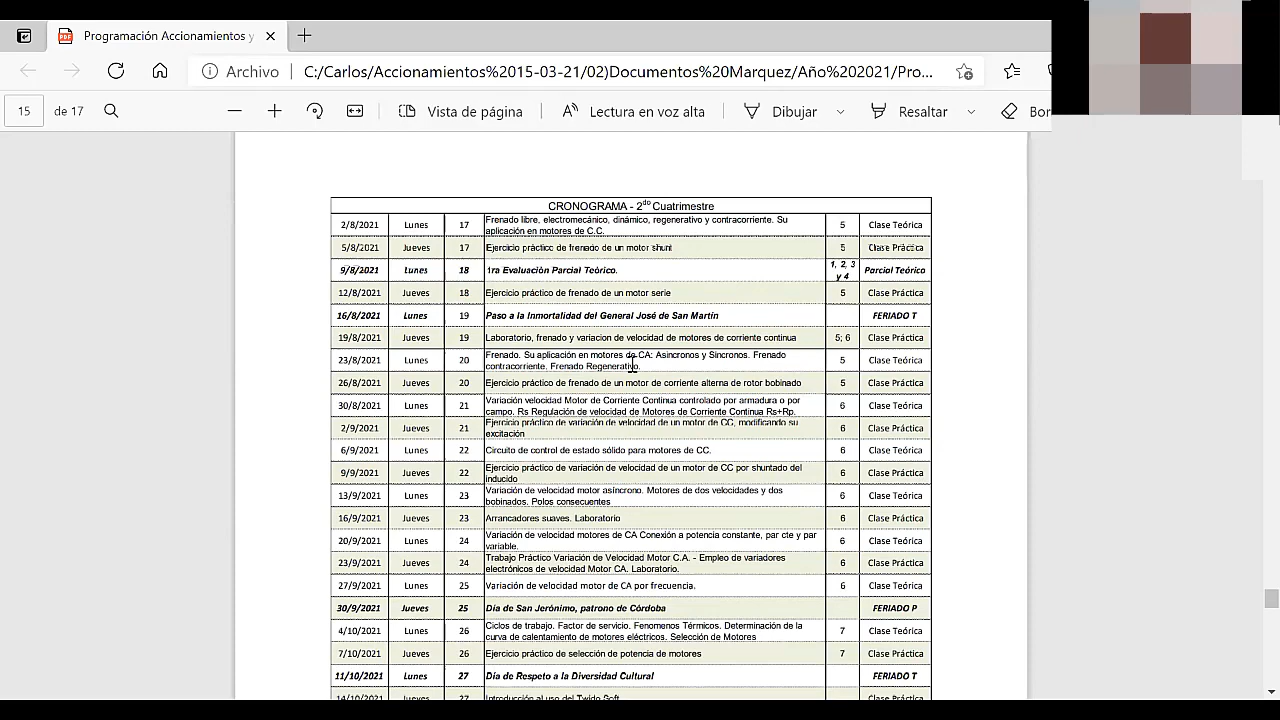 Programación Accionamientos y
Archivo C:/Carlos/Accionamientos%2015-03-21/02)Documentos%20Marquez/Año%202021/Pro...
15 de 17 Vista de página Lectura en voz alta Dibujar Resaltar Bor
CRONOGRAMA - 2do Cuatrimestre
2/8/2021 Lunes 17 Frenado libre, electromecánico, dinámico, regenerativo y contracorriente. Su 5 Clase Teórica
aplicación en motores de C.C.
5/8/2021 Jueves 17 Ejercicio práctico de frenado de un motor shunt 5 Clase Práctica
9/8/2021 Lunes 18 1ra Evaluación Parcial Teórico. 1, 2, 3 Parcial Teórico
y 4
12/8/2021 Jueves 18 Ejercicio práctico de frenado de un motor serie 5 Clase Práctica
16/8/2021 Lunes 19 Paso a la Inmortalidad del General José de San Martín FERIADO T
19/8/2021 Jueves 19 Laboratorio, frenado y variacion de velocidad de motores de corriente continua 5; 6 Clase Práctica
23/8/2021 Lunes 20 Frenado. Su aplicación en motores de CA: Asincronos y Sincronos. Frenado 5 Clase Teórica
contracorriente. Frenado Regenerativo.
26/8/2021 Jueves 20 Ejercicio práctico de frenado de un motor de corriente alterna de rotor bobinado 5 Clase Práctica
30/8/2021 Lunes 21 Variación velocidad Motor de Corriente Continua controlado por armadura o por 6 Clase Teórica
campo. Rs Regulación de velocidad de Motores de Corriente Continua Rs+Rp.
2/9/2021 Jueves 21 Ejercicio práctico de variación de velocidad de un motor de CC, modificando su 6 Clase Práctica
excitación
6/9/2021 Lunes 22 Circuito de control de estado sólido para motores de CC. 6 Clase Teórica
9/9/2021 Jueves 22 Ejercicio práctico de variación de velocidad de un motor de CC por shuntado del 6 Clase Práctica
inducido
13/9/2021 Lunes 23 Variación de velocidad motor asíncrono. Motores de dos velocidades y dos 6 Clase Teórica
bobinados. Polos consecuentes
16/9/2021 Jueves 23 Arrancadores suaves. Laboratorio 6 Clase Práctica
20/9/2021 Lunes 24 Variación de velocidad motores de CA Conexión a potencia constante, par cte y par 6 Clase Teórica
variable.
23/9/2021 Jueves 24 Trabajo Práctico Variación de Velocidad Motor C.A. - Empleo de variadores 6 Clase Práctica
electrónicos de velocidad Motor CA. Laboratorio.
27/9/2021 Lunes 25 Variación de velocidad motor de CA por frecuencia. 6 Clase Teórica
30/9/2021 Jueves 25 Día de San Jerónimo, patrono de Córdoba FERIADO P
4/10/2021 Lunes 26 Ciclos de trabajo. Factor de servicio. Fenomenos Térmicos. Determinación de la 7 Clase Teórica
curva de calentamiento de motores eléctricos. Selección de Motores
7/10/2021 Jueves 26 Ejercicio práctico de selección de potencia de motores 7 Clase Práctica
11/10/2021 Lunes 27 Día de Respeto a la Diversidad Cultural FERIADO T
14/10/2021 Jueves 27 Introducción al uso del Twido Soft Clase Práctica